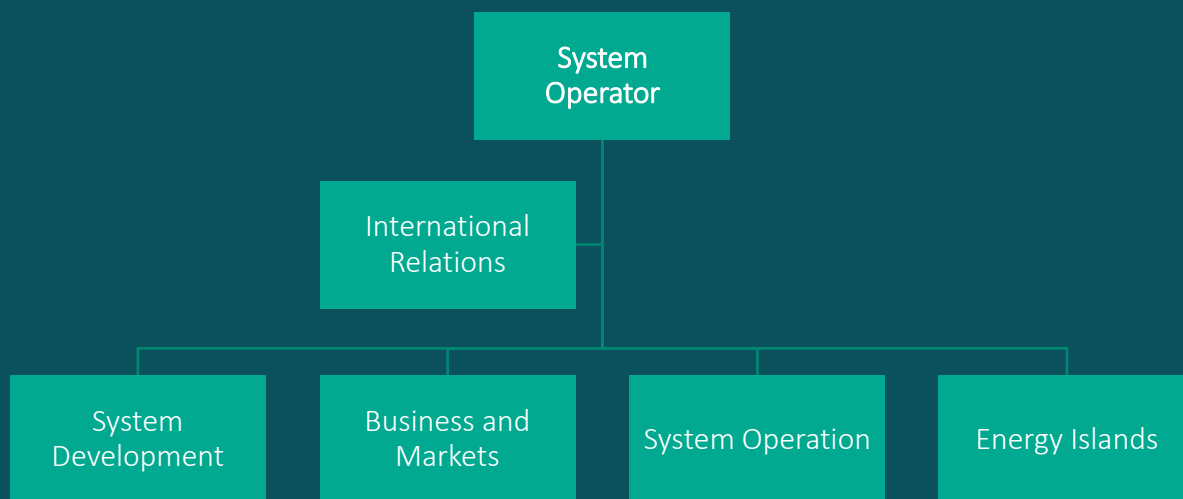 System
Operator
International
Relations
System
Development
Business and
Markets
System Operation
Energy Islands